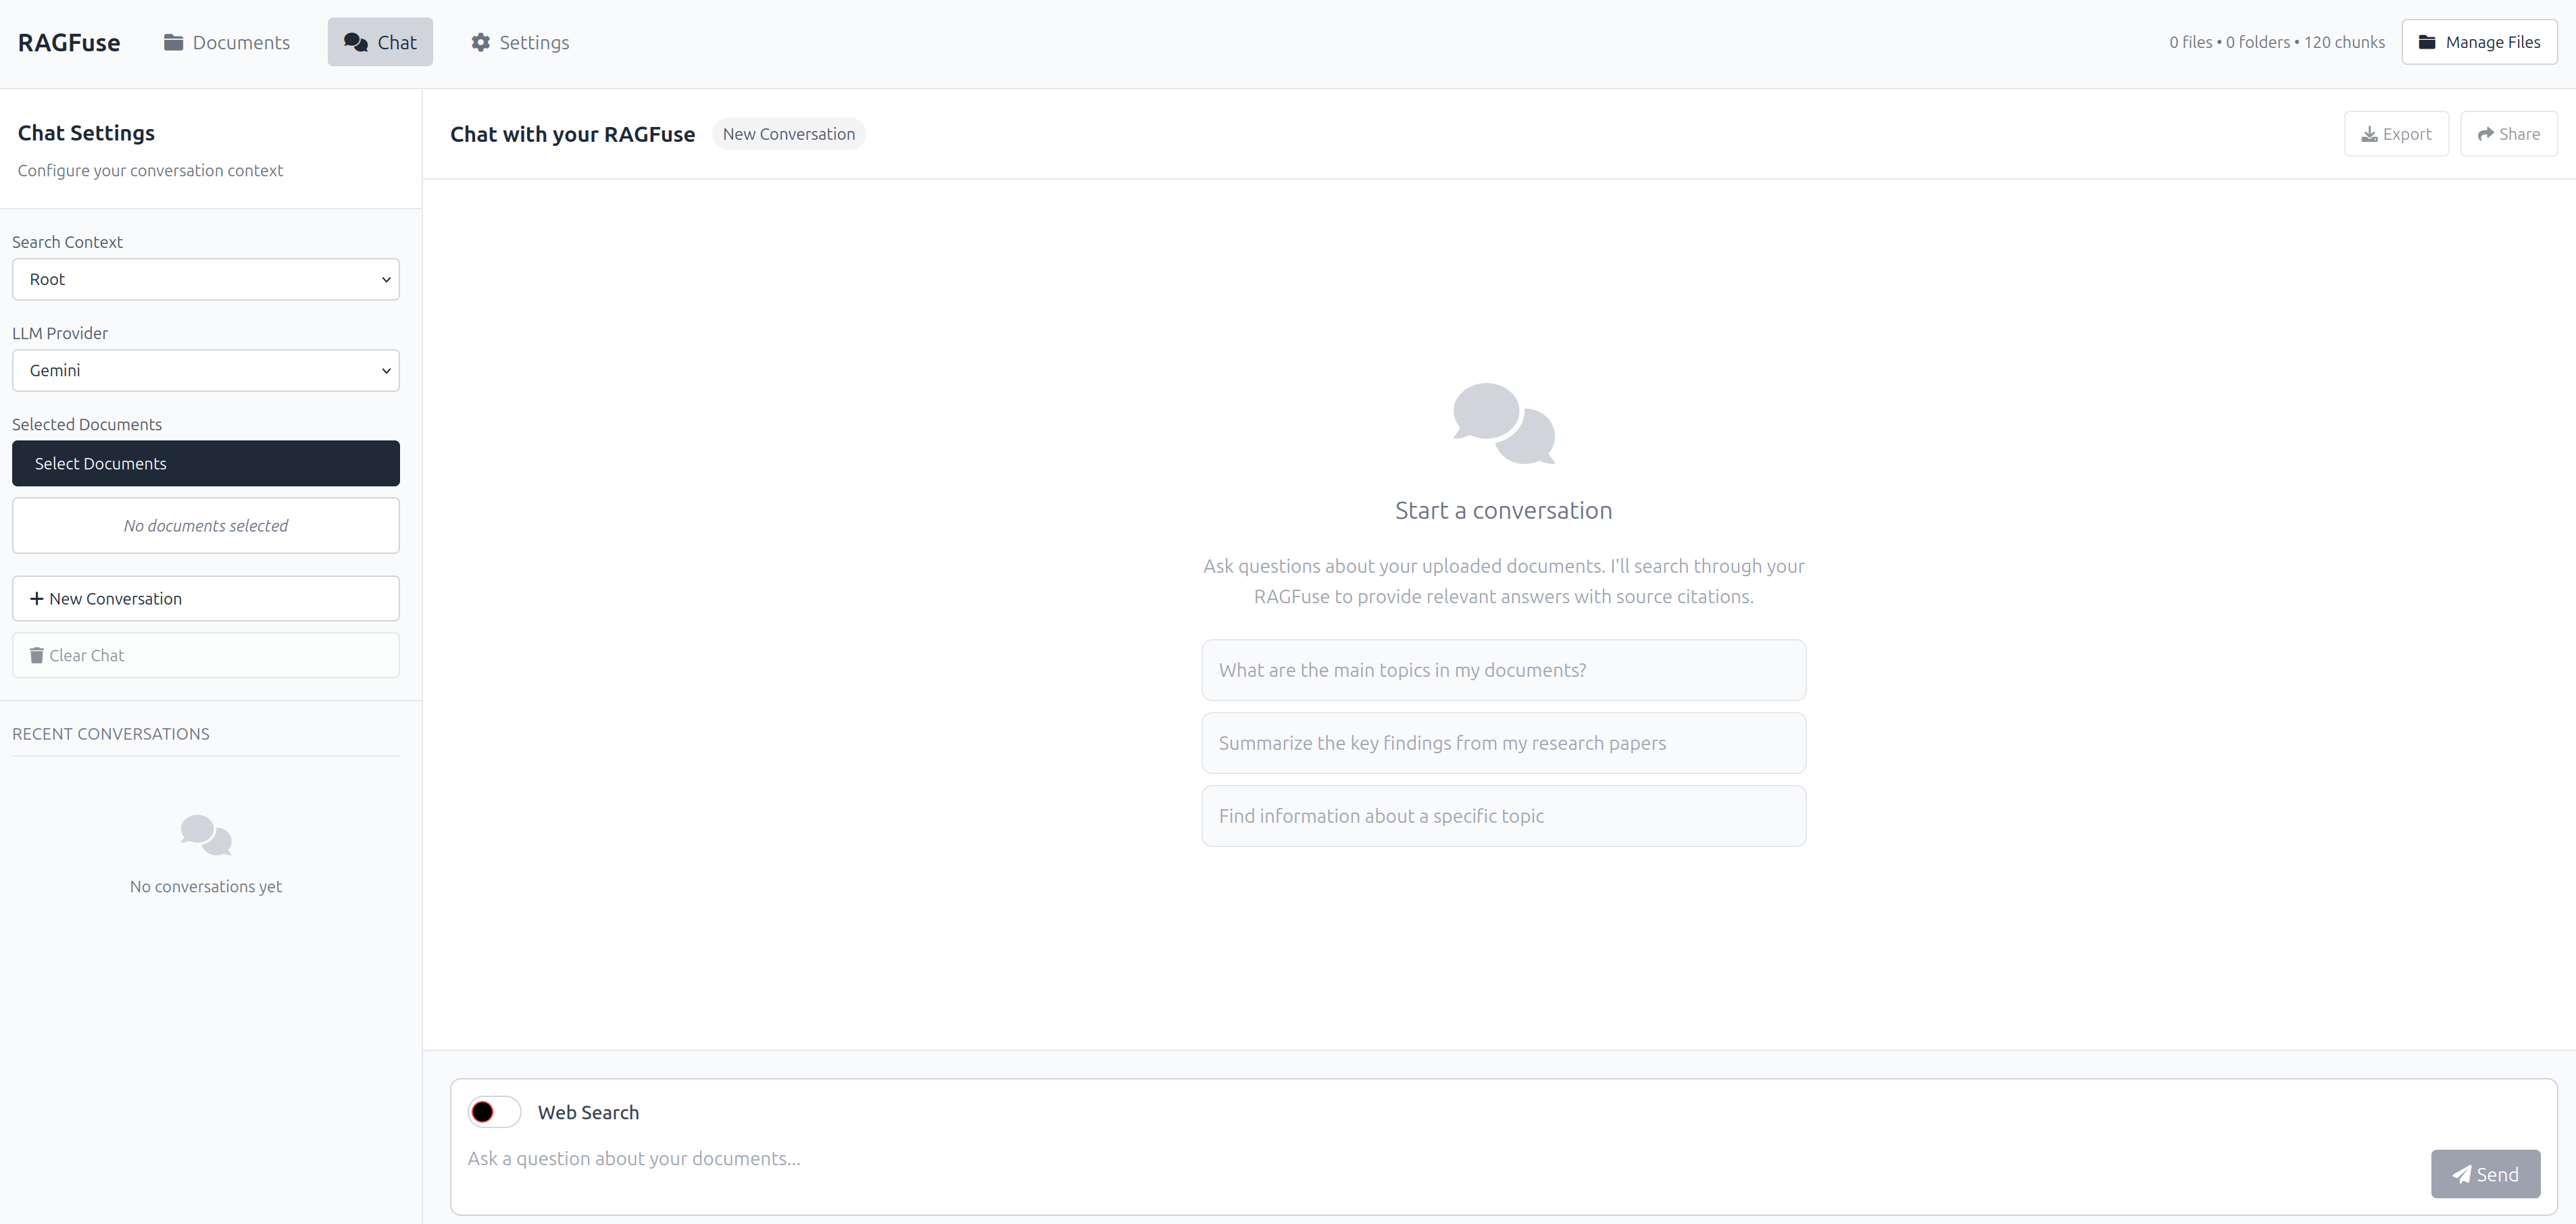 RAGFuse
Documents
Chat
Settings
0 files • 0 folders • 120 chunks
Manage Files
Chat Settings
Configure your conversation context
Search Context
Root
LLM Provider
Gemini
Selected Documents
Select Documents
No documents selected
New Conversation
Clear Chat
RECENT CONVERSATIONS
No conversations yet
Chat with your RAGFuse
New Conversation
Export
Share
Start a conversation
Ask questions about your uploaded documents. I'll search through your
RAGFuse to provide relevant answers with source citations.
What are the main topics in my documents?
Summarize the key findings from my research papers
Find information about a specific topic
Web Search
Ask a question about your documents...
Send